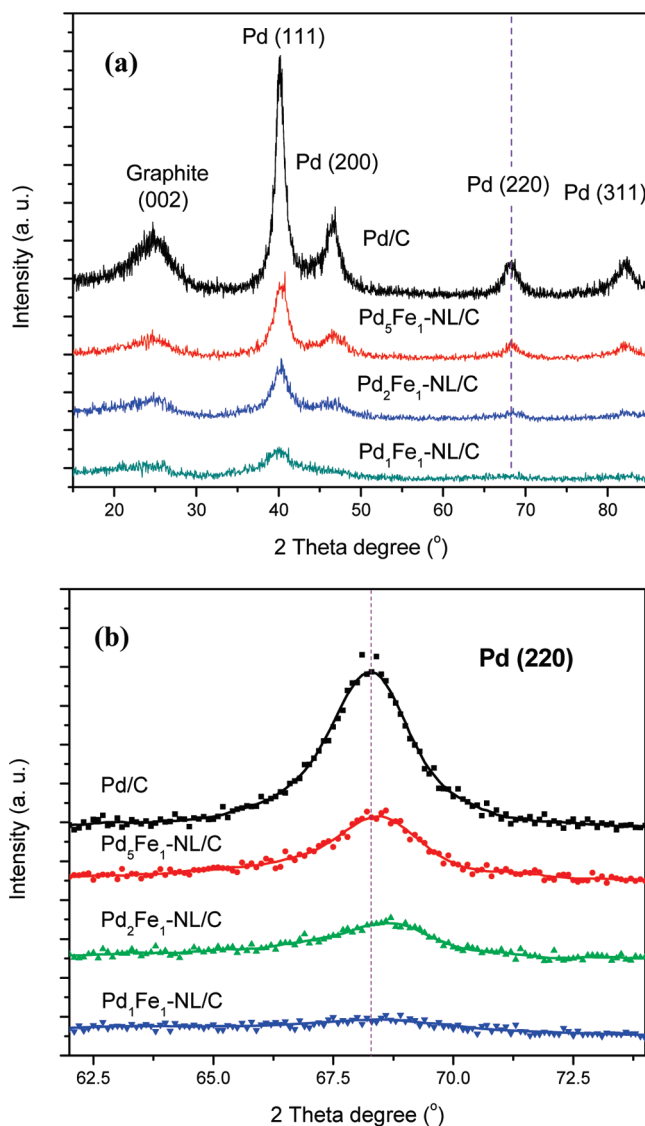 (a)
Pd (111)
Graphite
(002)
Pd (200)
Pd (220)
Pd (311)
Pd/C
Pd₅Fe₁-NL/C
Pd₂Fe₁-NL/C
Pd₁Fe₁-NL/C
Intensity (a. u.)
20 30 40 50 60 70 80
2 Theta degree (°)
(b)
Pd (220)
Pd/C
Pd₅Fe₁-NL/C
Pd₂Fe₁-NL/C
Pd₁Fe₁-NL/C
Intensity (a. u.)
62.5 65.0 67.5 70.0 72.5
2 Theta degree (°)